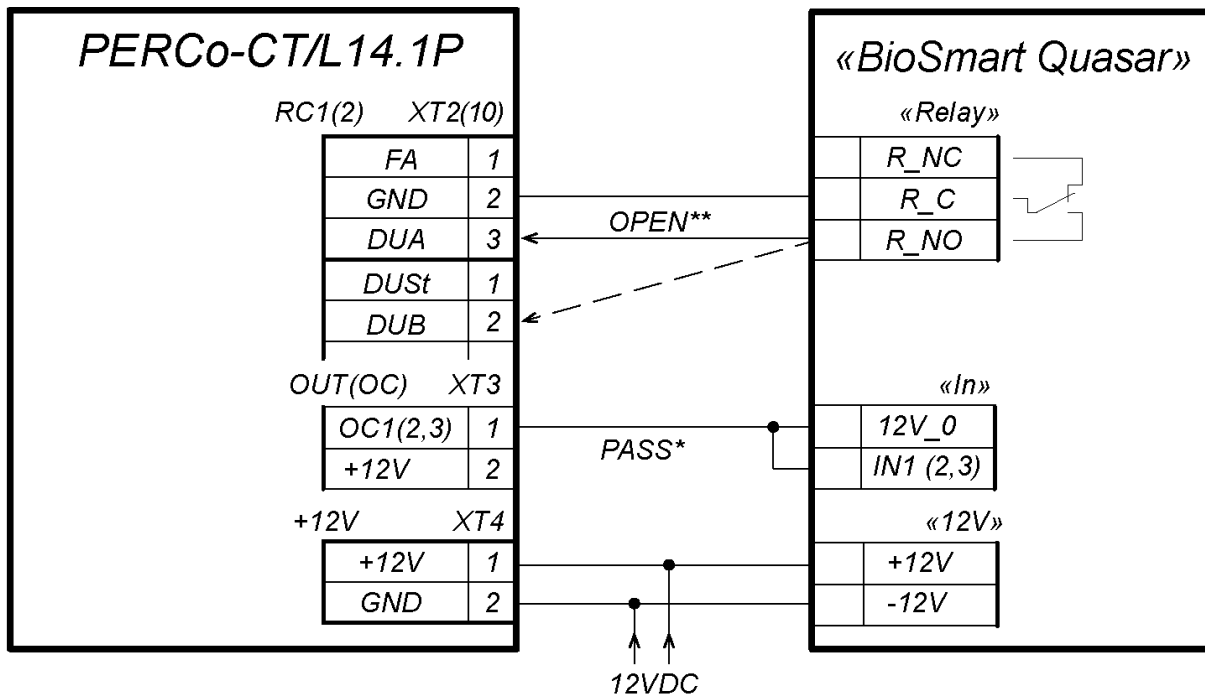 PERCo-CT/L14.1P
RC1(2) XT2(10)
FA 1
GND 2
DUA 3
DUSt 1
DUB 2
OUT(OC) XT3
OC1(2,3) 1
+12V 2
+12V XT4
+12V 1
GND 2
OPEN**
PASS*
12VDC
«BioSmart Quasar»
«Relay»
R_NC
R_C
R_NO
«In»
12V_0
IN1 (2,3)
«12V»
+12V
-12V